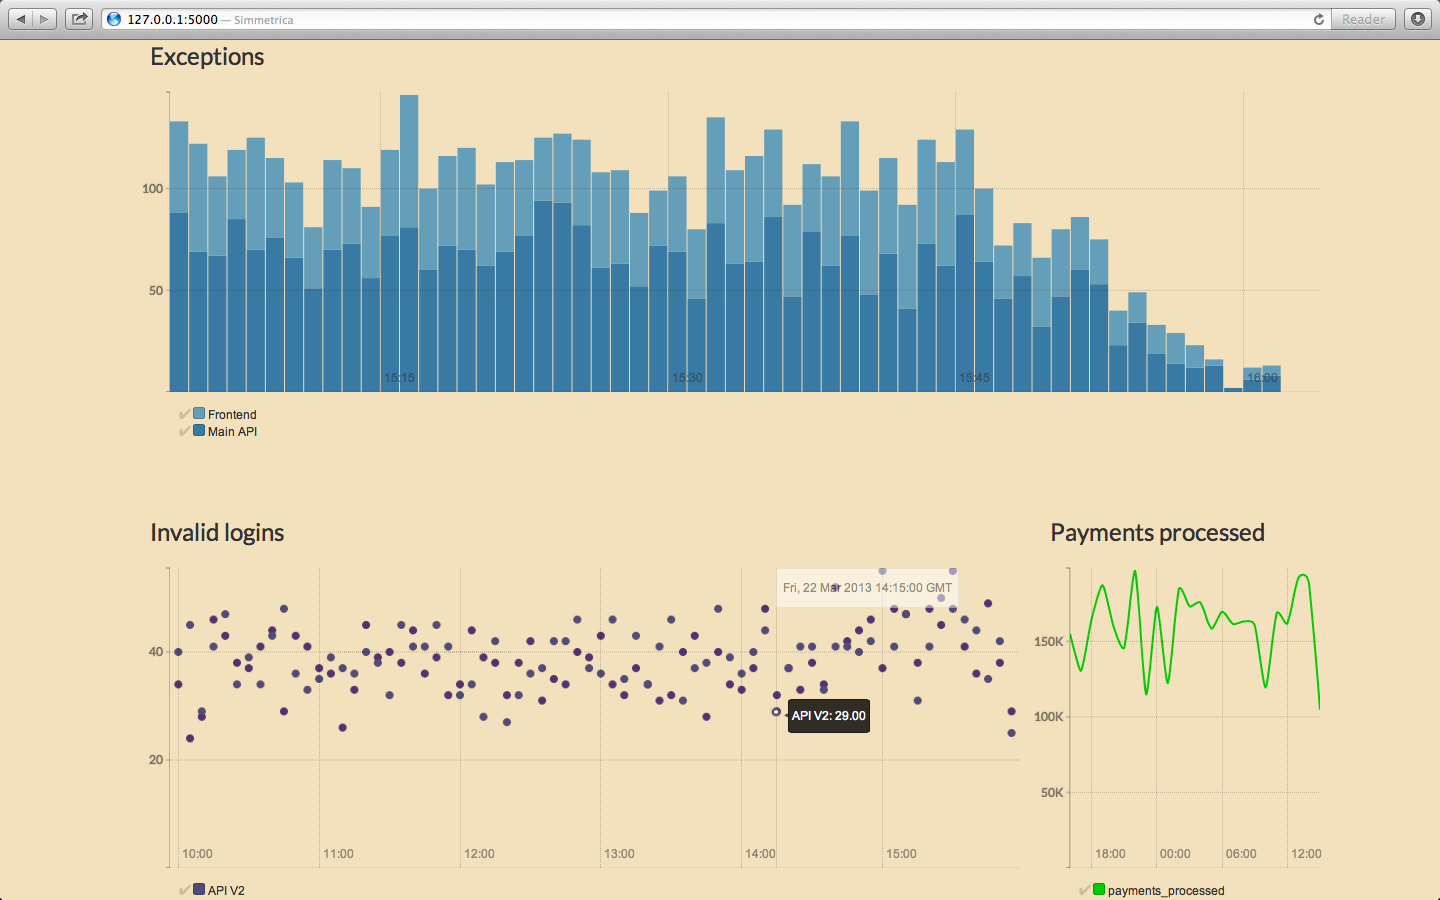 127.0.0.1:5000 — Simmetrica
Reader
Exceptions
100
50
15:15
15:30
15:45
16:00
Frontend
Main API
Invalid logins
Fri, 22 Mar 2013 14:15:00 GMT
40
API V2: 29.00
20
10:00
11:00
12:00
13:00
14:00
15:00
API V2
Payments processed
150K
100K
50K
18:00
00:00
06:00
12:00
payments_processed